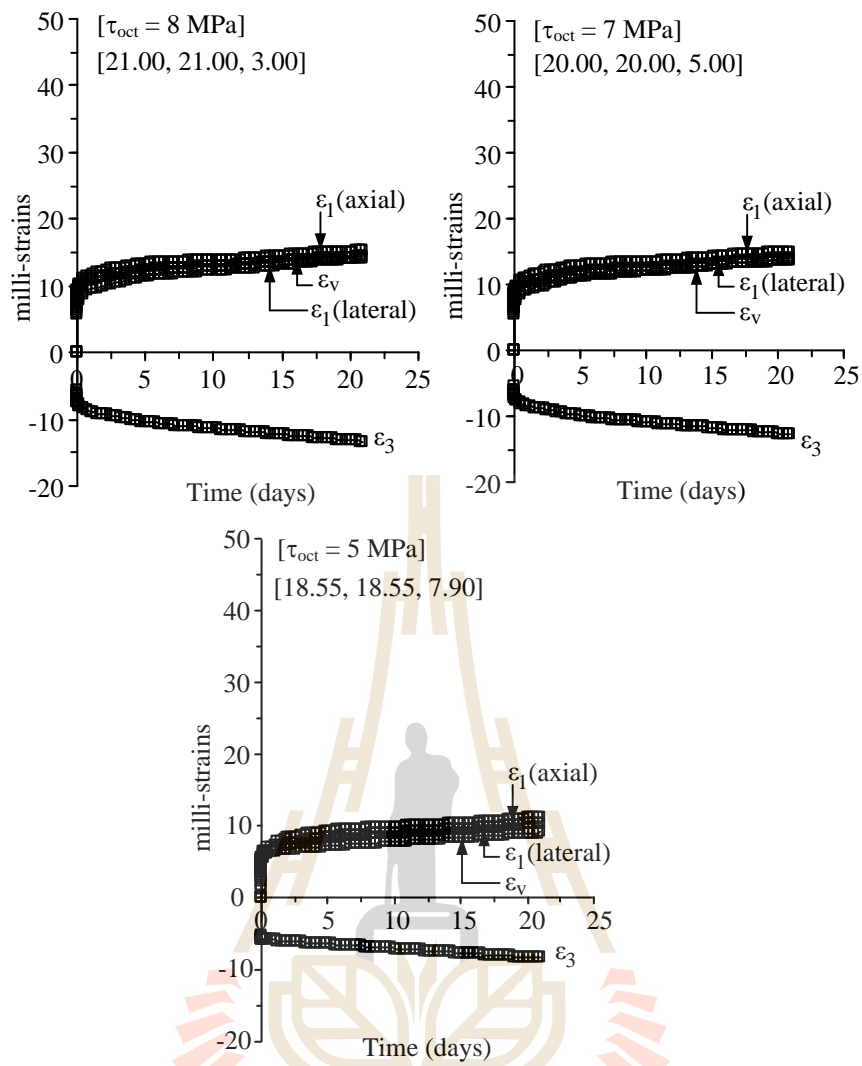 [τoct = 8 MPa]
[21.00, 21.00, 3.00]
50
40
30
20
10
0
-10
-20
milli-strains
ε1(axial)
εv
ε1(lateral)
0 5 10 15 20 25
ε3
Time (days)
[τoct = 7 MPa]
[20.00, 20.00, 5.00]
50
40
30
20
10
0
-10
-20
milli-strains
ε1(axial)
ε1(lateral)
εv
0 5 10 15 20 25
ε3
Time (days)
[τoct = 5 MPa]
[18.55, 18.55, 7.90]
50
40
30
20
10
0
-10
-20
milli-strains
ε1(axial)
ε1(lateral)
εv
0 5 10 15 20 25
ε3
Time (days)